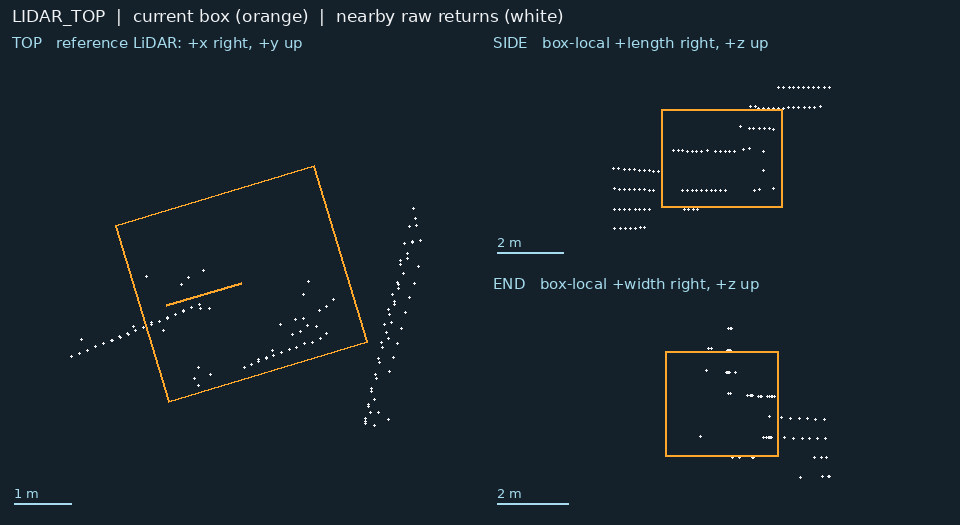 LIDAR_TOP  |  current box (orange)  |  nearby raw returns (white)
TOP   reference LiDAR: +x right, +y up
SIDE   box-local +length right, +z up
2 m
END   box-local +width right, +z up
1 m
2 m